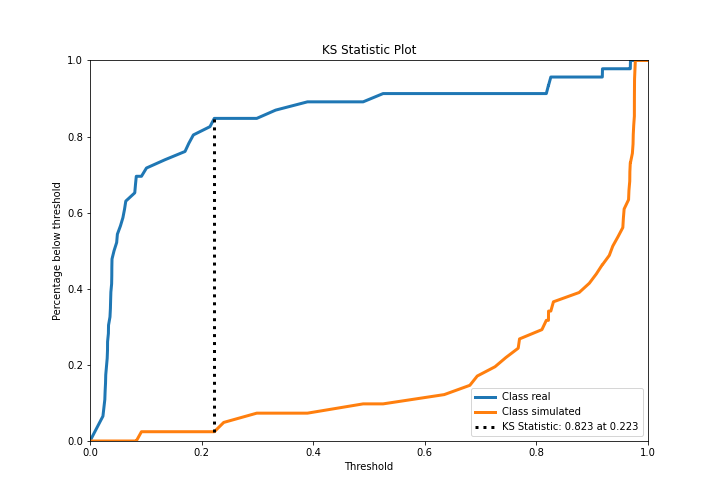 KS Statistic Plot
Percentage below threshold
1.0
0.8
0.6
0.4
0.2
0.0
0.0 0.2 0.4 0.6 0.8 1.0
Threshold
Class real
Class simulated
KS Statistic: 0.823 at 0.223